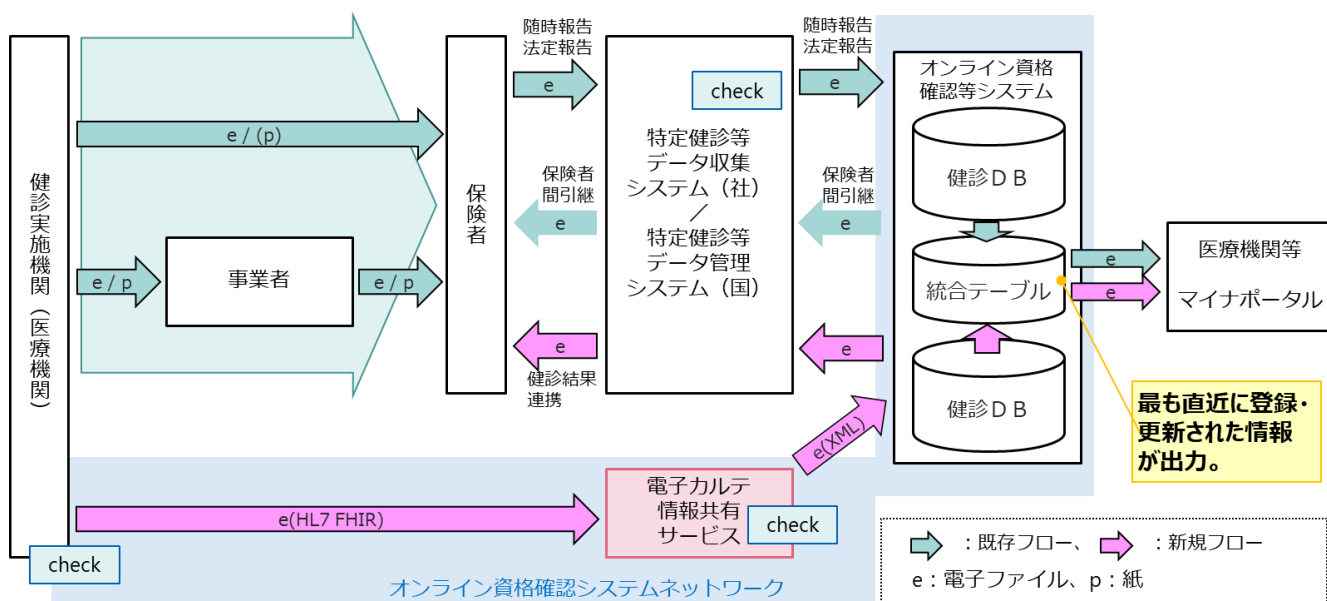 健診実施機関（医療機関）
check
e / (p)
e / p
事業者
e / p
保険者
随時報告
法定報告
e
保険者
間引継
e
e
健診結果
連携
check
特定健診等
データ収集
システム（社）
／
特定健診等
データ管理
システム（国）
随時報告
法定報告
e
保険者
間引継
e
e
e(XML)
オンライン資格
確認等システム
健診ＤＢ
統合テーブル
健診ＤＢ
e
e
医療機関等
マイナポータル
最も直近に登録・
更新された情報
が出力。
e(HL7 FHIR)
電子カルテ
情報共有
サービス
check
オンライン資格確認システムネットワーク
：既存フロー、 ：新規フロー
e：電子ファイル、p：紙